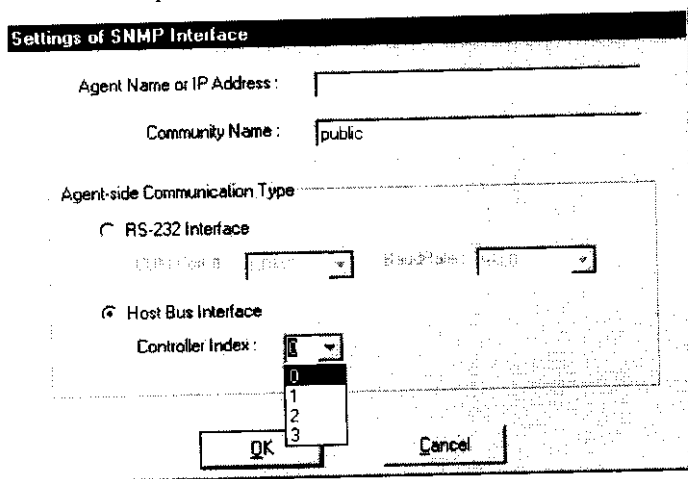 Settings of SNMP Interface
Agent Name or IP Address :
Community Name : public
Agent-side Communication Type
RS-232 Interface
Host Bus Interface
Controller Index : 0
0
1
2
3
OK Cancel